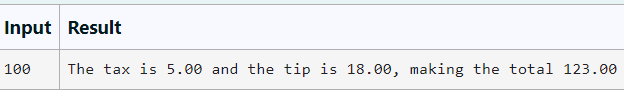 Input Result
100 The tax is 5.00 and the tip is 18.00, making the total 123.00